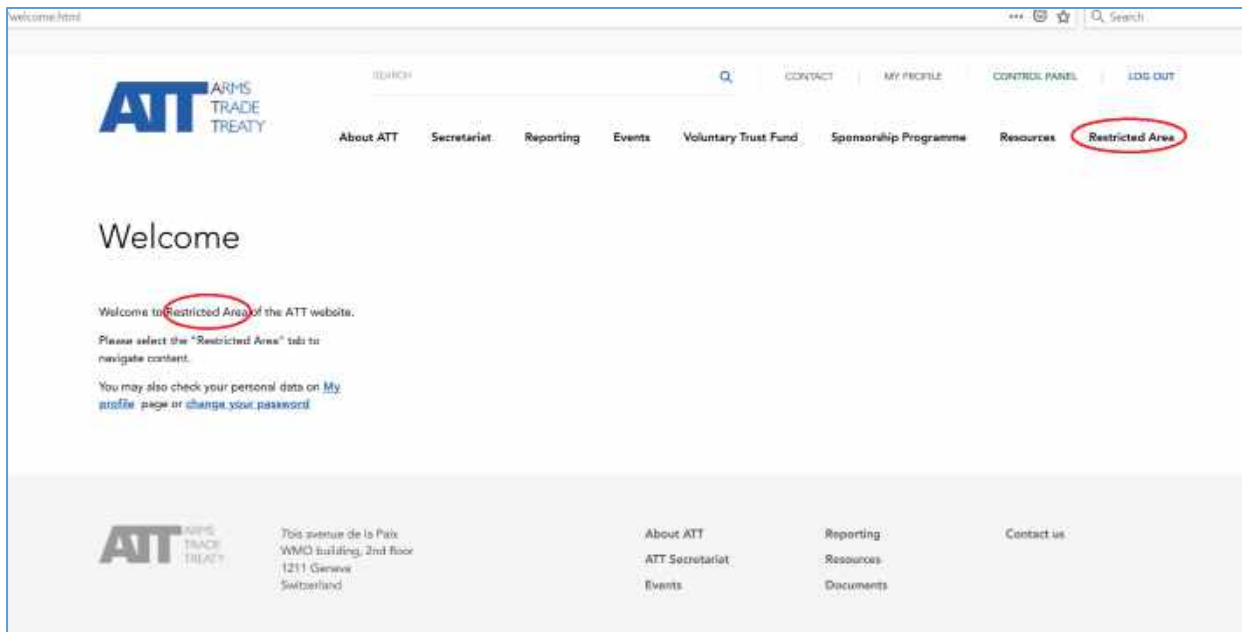 welcome.html
Search
SEARCH
CONTACT
MY PROFILE
CONTROL PANEL
LOG OUT
ATT ARMS
TRADE
TREATY
About ATT Secretariat Reporting Events Voluntary Trust Fund Sponsorship Programme Resources Restricted Area
Welcome
Welcome to Restricted Area of the ATT website.
Please select the "Restricted Area" tab to
navigate content.
You may also check your personal data on My
profile page or change your password
ATT ARMS
TRADE
TREATY
7bis avenue de la Paix
WMO building, 2nd floor
1211 Geneva
Switzerland
About ATT
ATT Secretariat
Events
Reporting
Resources
Documents
Contact us